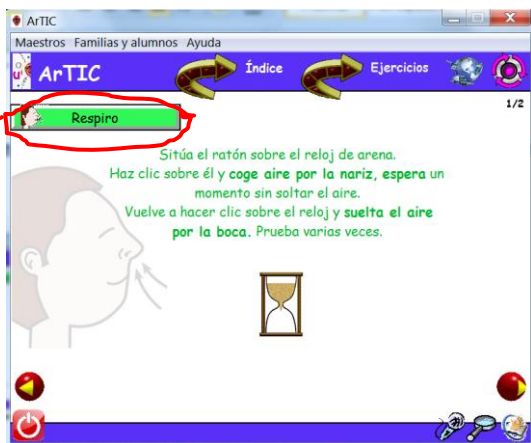 ArTIC
Maestros Familias y alumnos Ayuda
ArTIC
Índice
Ejercicios
1/2
Respiro
Sitúa el ratón sobre el reloj de arena.
Haz clic sobre él y coge aire por la nariz, espera un
momento sin soltar el aire.
Vuelve a hacer clic sobre el reloj y suelta el aire
por la boca. Prueba varias veces.